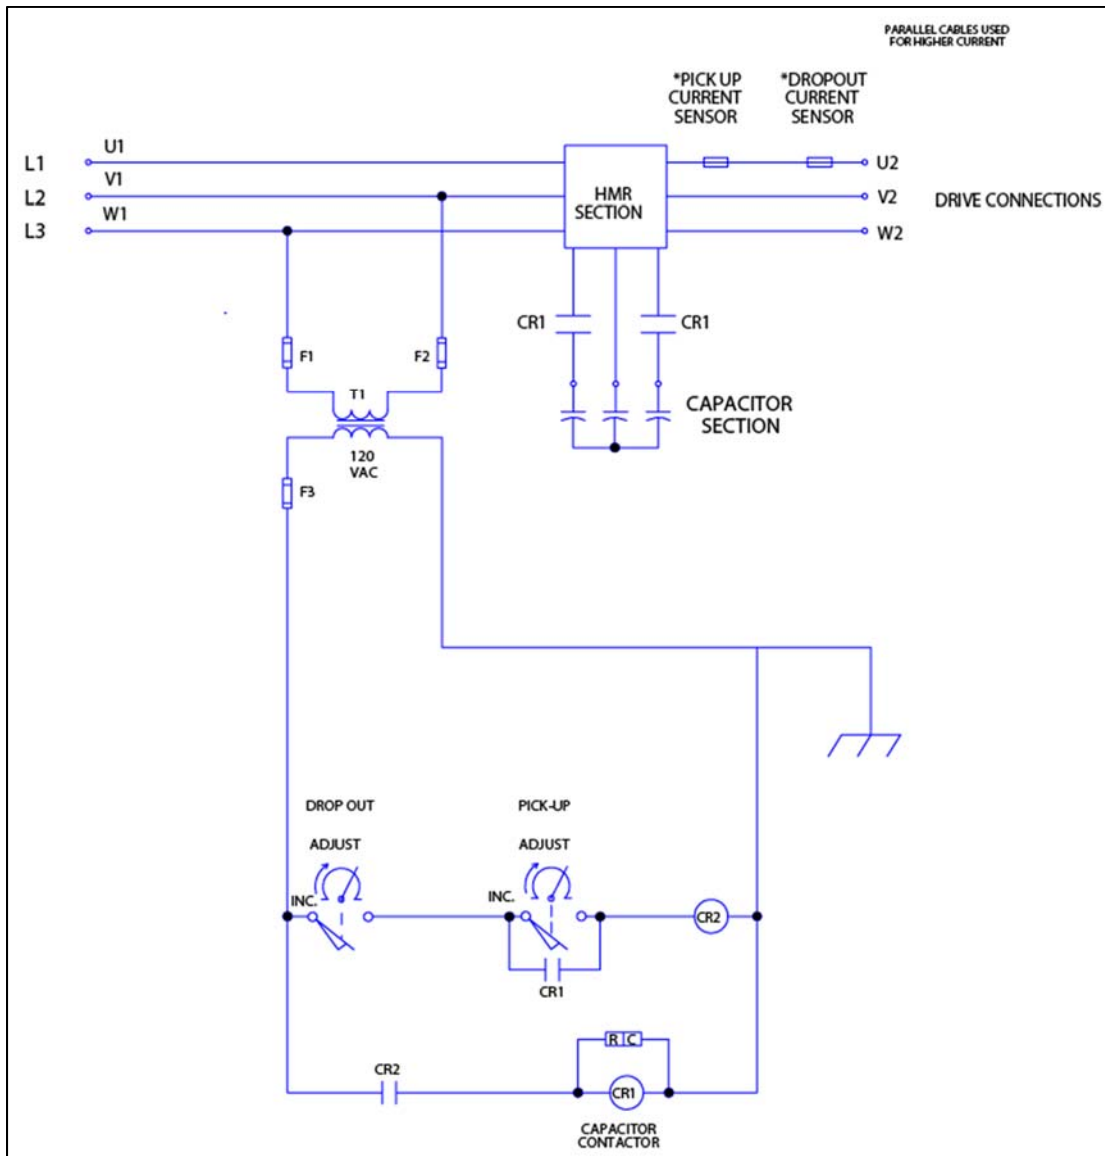 PARALLEL CABLES USED
FOR HIGHER CURRENT
*PICK UP
CURRENT
SENSOR
*DROPOUT
CURRENT
SENSOR
L1
U1
U2
L2
V1
HMR
SECTION
V2
DRIVE CONNECTIONS
L3
W1
W2
CR1
CR1
F1
F2
T1
CAPACITOR
SECTION
120
VAC
F3
DROP OUT
ADJUST
INC.
PICK-UP
ADJUST
INC.
CR2
CR1
R C
CR2
CR1
CAPACITOR
CONTACTOR